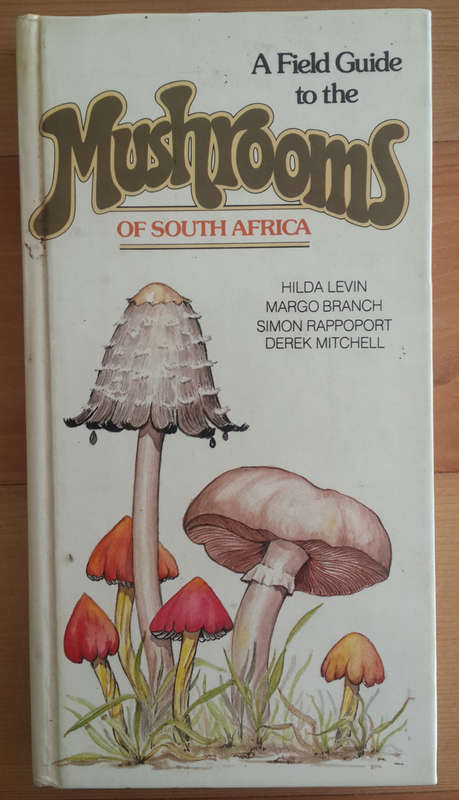 A Field Guide
to the
Mushrooms
OF SOUTH AFRICA
HILDA LEVIN
MARGO BRANCH
SIMON RAPPOPORT
DEREK MITCHELL